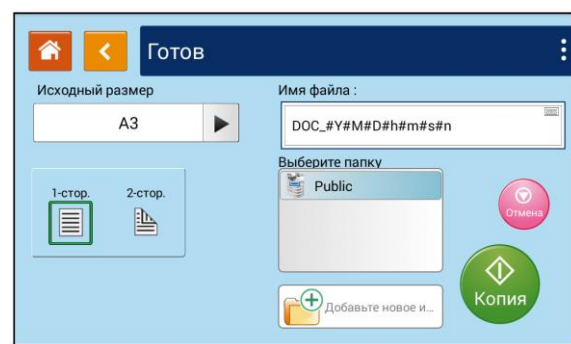 Готов
Исходный размер
A3
Имя файла :
DOC_#Y#M#D#h#m#s#n
1-стор.
2-стор.
Выберите папку
Public
Отмена
Добавьте новое и...
Копия